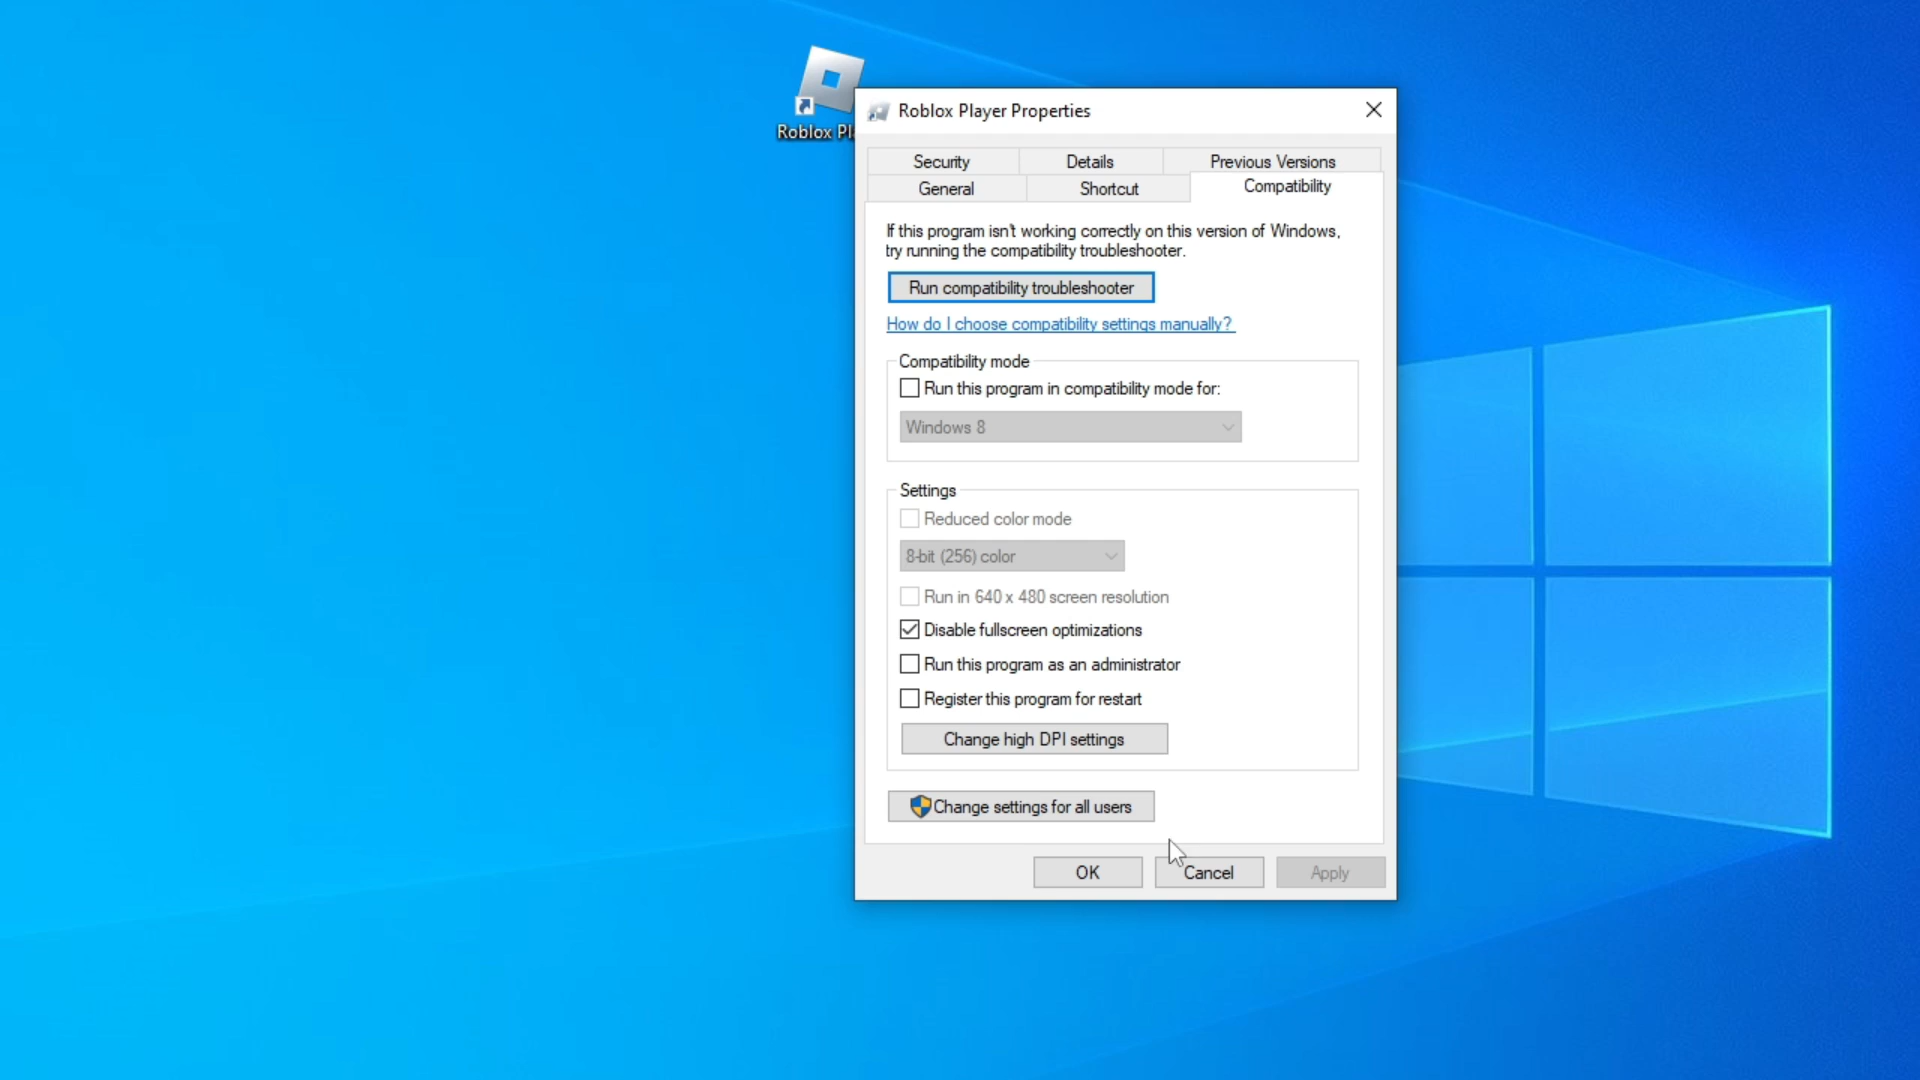 Roblox Pl
Roblox Player Properties
Security
Details
Previous Versions
General
Shortcut
Compatibility
If this program isn't working correctly on this version of Windows,
try running the compatibility troubleshooter.
Run compatibility troubleshooter
How do I choose compatibility settings manually?
Compatibility mode
Run this program in compatibility mode for:
Windows 8
Settings
Reduced color mode
8-bit (256) color
Run in 640 x 480 screen resolution
Disable fullscreen optimizations
Run this program as an administrator
Register this program for restart
Change high DPI settings
Change settings for all users
OK
Cancel
Apply